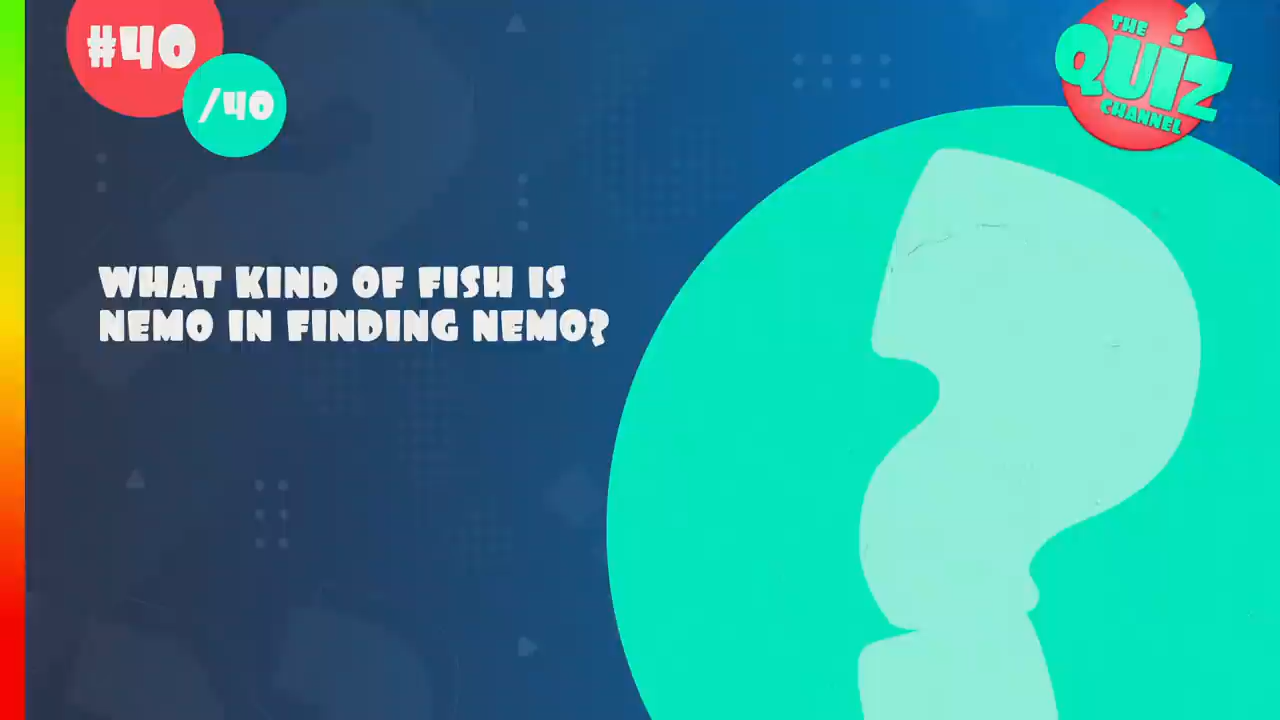 #40
/40
THE
QUIZ
CHANNEL
WHAT KIND OF FISH IS
NEMO IN FINDING NEMO?